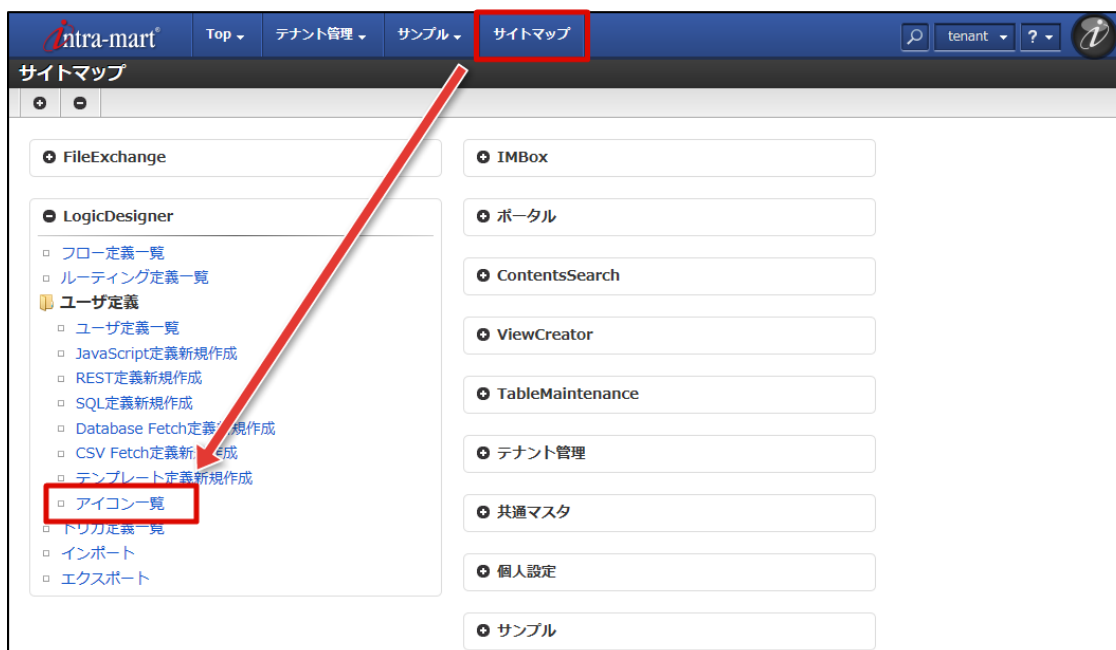 intra-mart® Top テナント管理 サンプル サイトマップ tenant ?
サイトマップ
FileExchange
LogicDesigner
フロー定義一覧
ルーティング定義一覧
ユーザ定義
ユーザ定義一覧
JavaScript定義新規作成
REST定義新規作成
SQL定義新規作成
Database Fetch定義新規作成
CSV Fetch定義新規作成
テンプレート定義新規作成
アイコン一覧
トリガ定義一覧
インポート
エクスポート
IMBox
ポータル
ContentsSearch
ViewCreator
TableMaintenance
テナント管理
共通マスタ
個人設定
サンプル